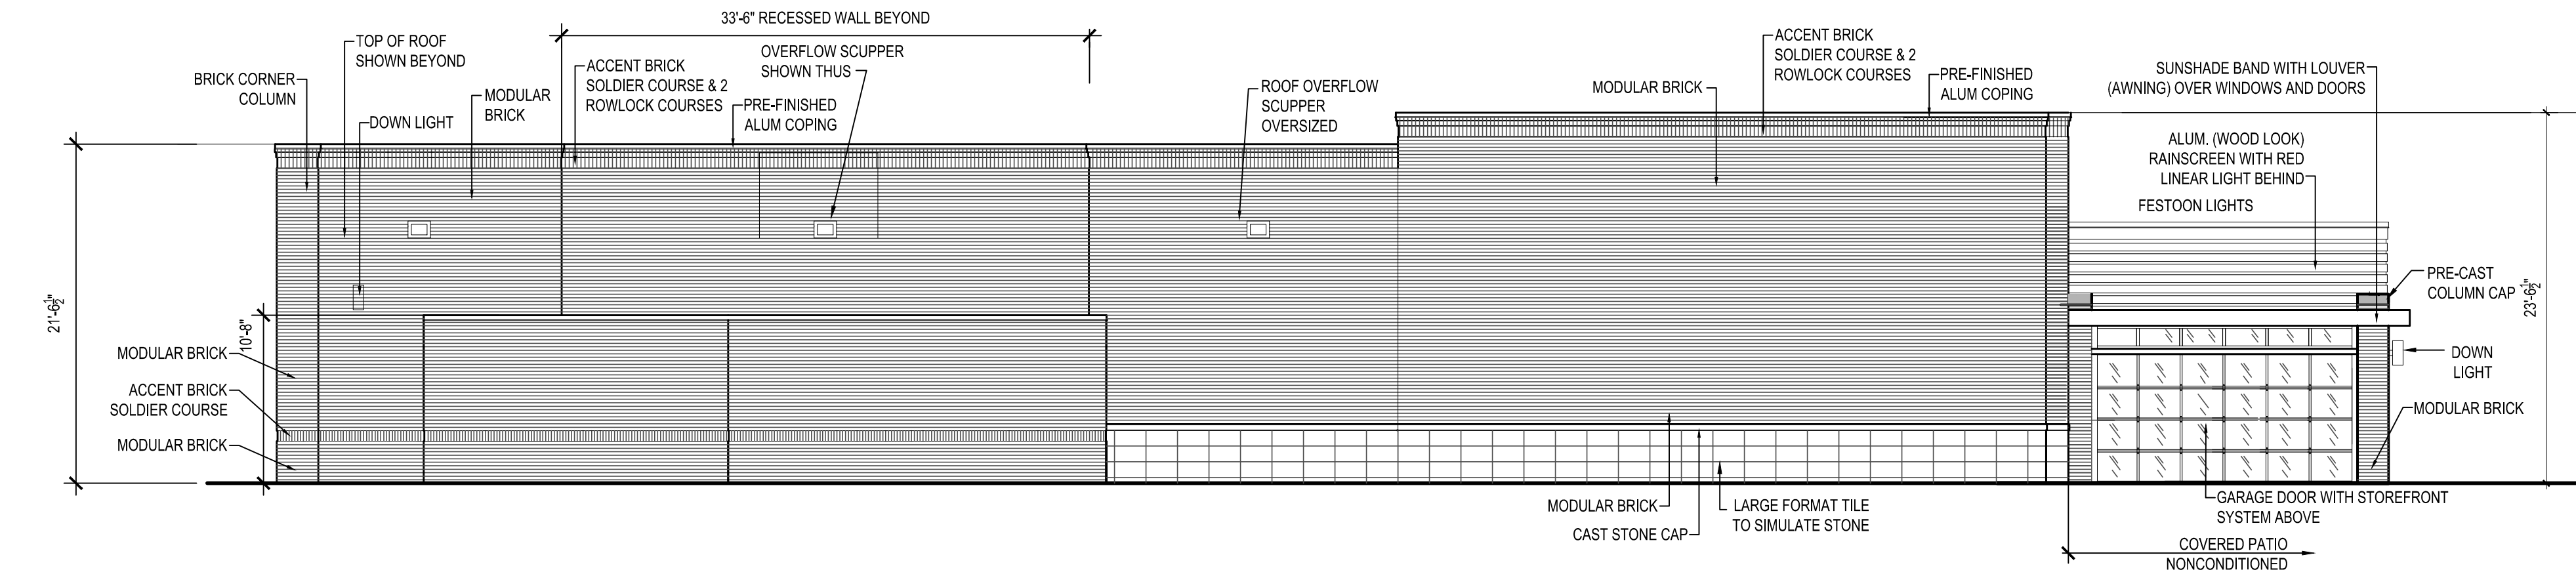 33'-6" RECESSED WALL BEYOND
TOP OF ROOF
SHOWN BEYOND
BRICK CORNER
COLUMN
DOWN LIGHT
MODULAR
BRICK
ACCENT BRICK
SOLDIER COURSE & 2
ROWLOCK COURSES
OVERFLOW SCUPPER
SHOWN THUS
PRE-FINISHED
ALUM COPING
ROOF OVERFLOW
SCUPPER
OVERSIZED
MODULAR BRICK
ACCENT BRICK
SOLDIER COURSE & 2
ROWLOCK COURSES
PRE-FINISHED
ALUM COPING
SUNSHADE BAND WITH LOUVER
(AWNING) OVER WINDOWS AND DOORS
ALUM. (WOOD LOOK)
RAINSCREEN WITH RED
LINEAR LIGHT BEHIND
FESTOON LIGHTS
PRE-CAST
COLUMN CAP
23'-6½"
21'-6½"
10'-8"
MODULAR BRICK
ACCENT BRICK
SOLDIER COURSE
MODULAR BRICK
DOWN
LIGHT
MODULAR BRICK
MODULAR BRICK
CAST STONE CAP
LARGE FORMAT TILE
TO SIMULATE STONE
GARAGE DOOR WITH STOREFRONT
SYSTEM ABOVE
COVERED PATIO
NONCONDITIONED